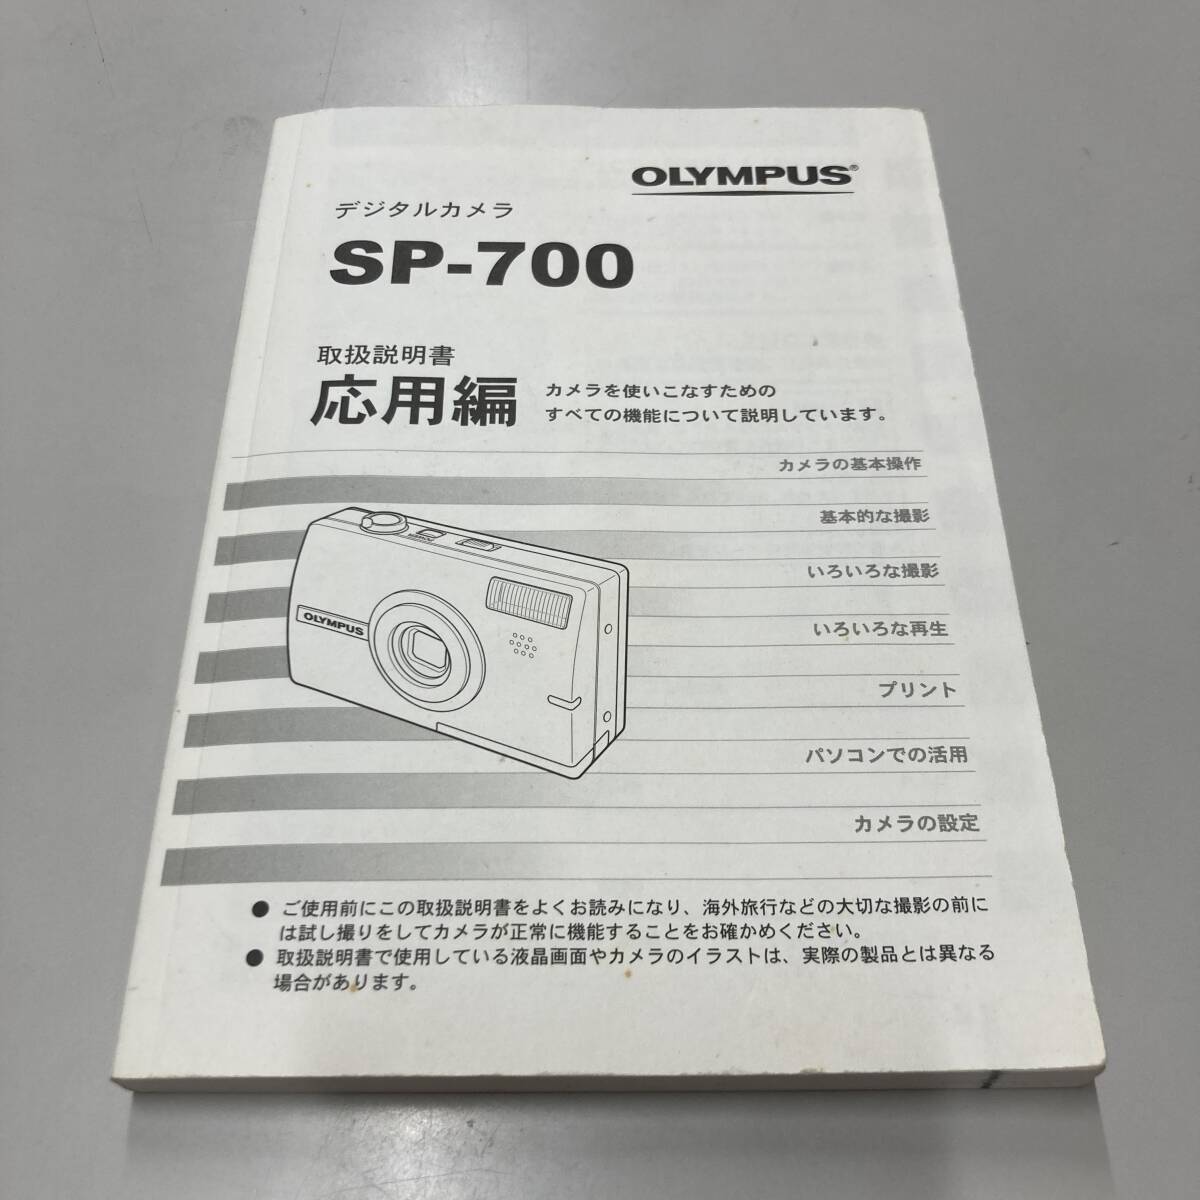 OLYMPUS®
デジタルカメラ
SP-700
取扱説明書
応用編
カメラを使いこなすための
すべての機能について説明しています。
カメラの基本操作
基本的な撮影
いろいろな撮影
いろいろな再生
プリント
パソコンでの活用
カメラの設定
OLYMPUS
● ご使用前にこの取扱説明書をよくお読みになり、海外旅行などの大切な撮影の前に
は試し撮りをしてカメラが正常に機能することをお確かめください。
● 取扱説明書で使用している液晶画面やカメラのイラストは、実際の製品とは異なる
場合があります。